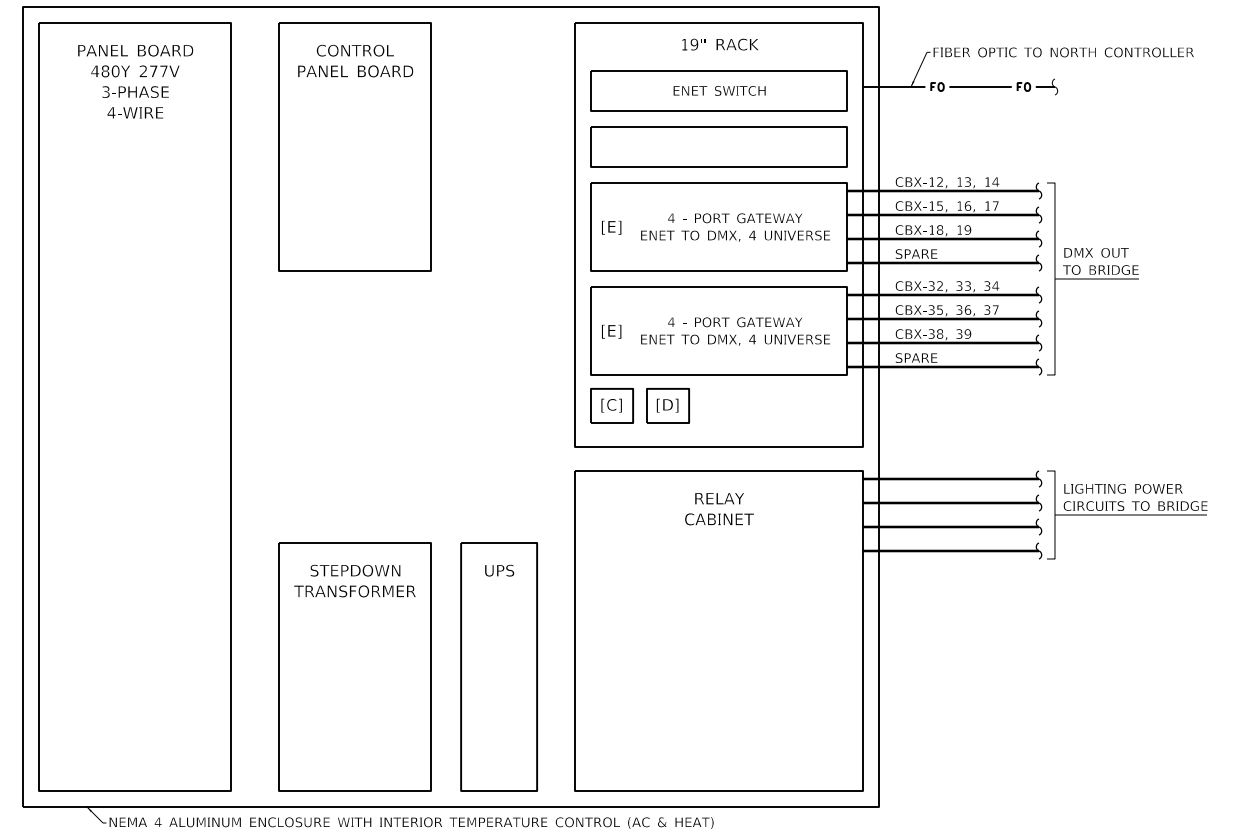 PANEL BOARD
480Y 277V
3-PHASE
4-WIRE
CONTROL
PANEL BOARD
19" RACK
ENET SWITCH
FIBER OPTIC TO NORTH CONTROLLER
FO FO
[E]
4 - PORT GATEWAY
ENET TO DMX, 4 UNIVERSE
CBX-12, 13, 14
CBX-15, 16, 17
CBX-18, 19
SPARE
[E]
4 - PORT GATEWAY
ENET TO DMX, 4 UNIVERSE
CBX-32, 33, 34
CBX-35, 36, 37
CBX-38, 39
SPARE
DMX OUT
TO BRIDGE
[C] [D]
RELAY
CABINET
LIGHTING POWER
CIRCUITS TO BRIDGE
STEPDOWN
TRANSFORMER
UPS
NEMA 4 ALUMINUM ENCLOSURE WITH INTERIOR TEMPERATURE CONTROL (AC & HEAT)